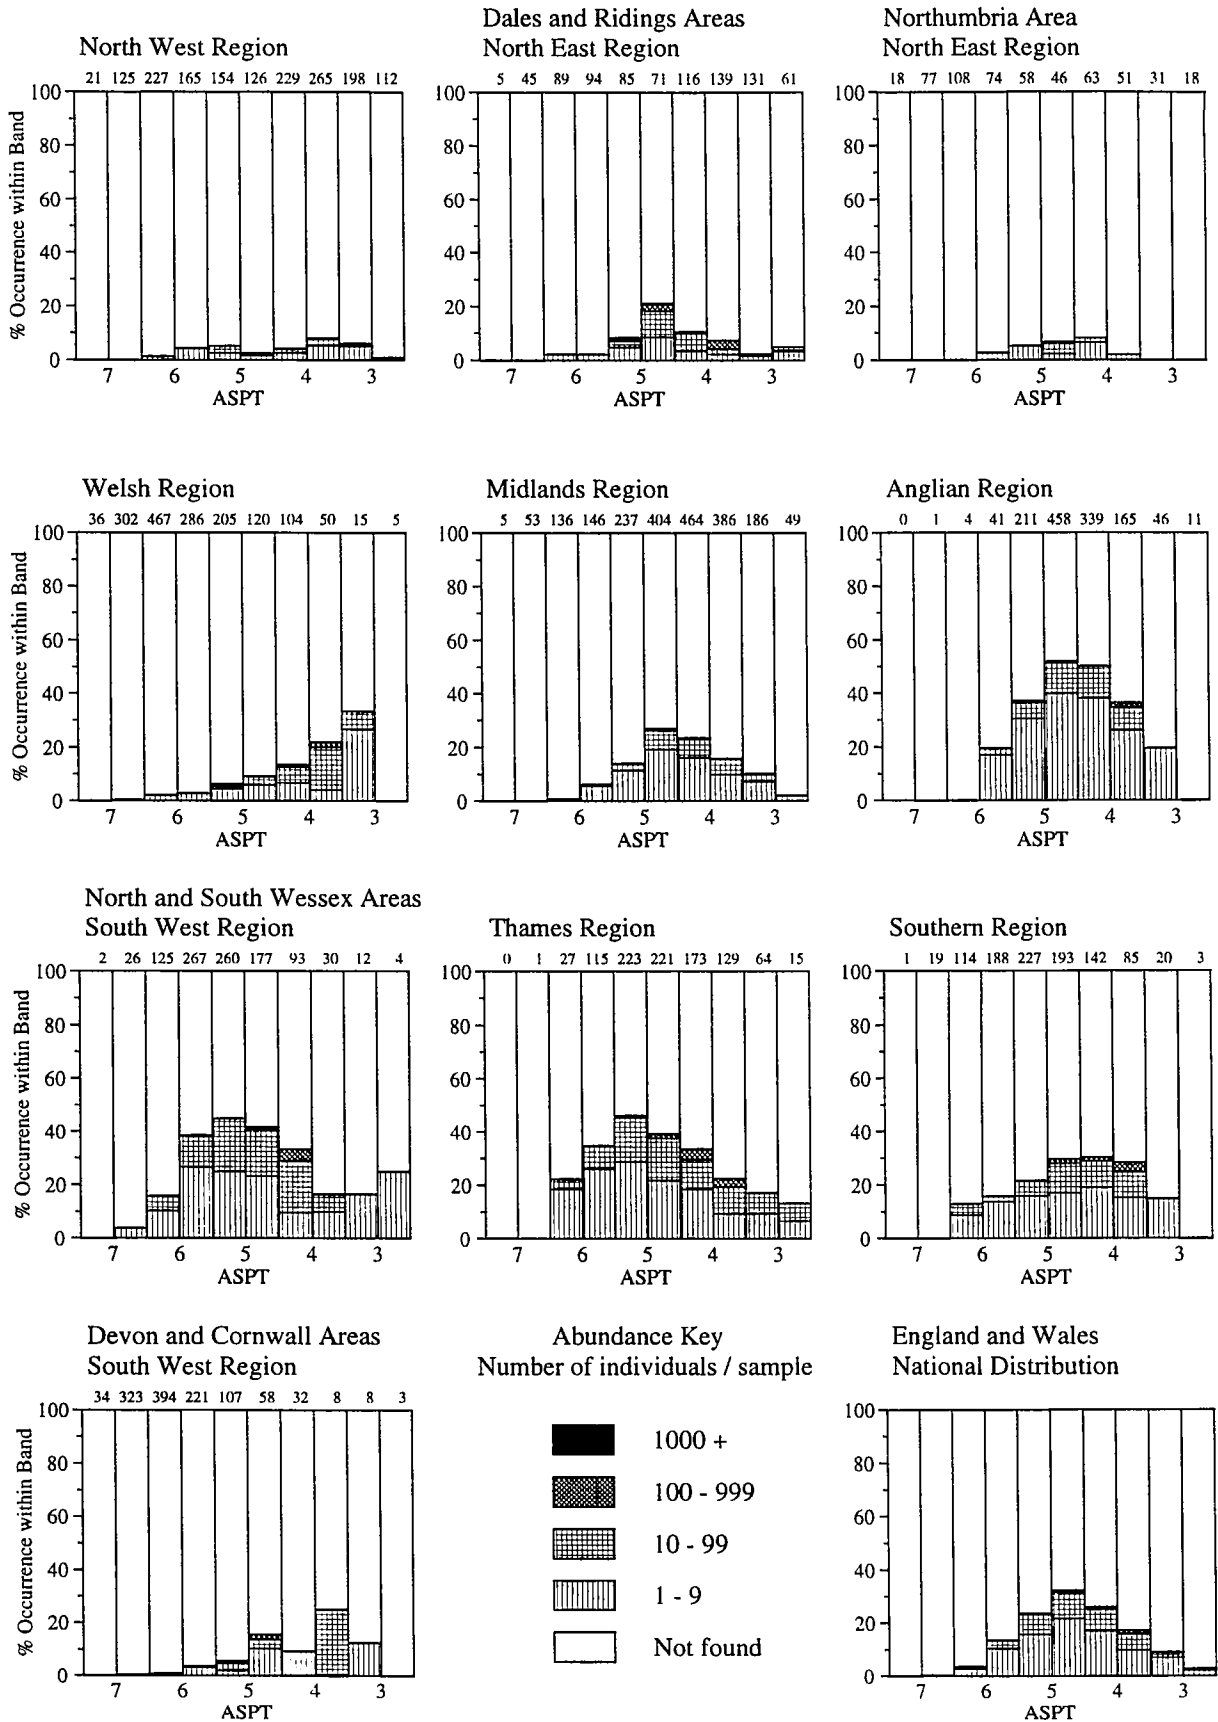 North West Region
21 125 227 165 154 126 229 265 198 112
100
80
60
40
20
0
% Occurrence within Band
7 6 5 4 3
ASPT
Dales and Ridings Areas
North East Region
5 45 89 94 85 71 116 139 131 61
100
80
60
40
20
0
7 6 5 4 3
ASPT
Northumbria Area
North East Region
18 77 108 74 58 46 63 51 31 18
100
80
60
40
20
0
7 6 5 4 3
ASPT
Welsh Region
36 302 467 286 205 120 104 50 15 5
100
80
60
40
20
0
% Occurrence within Band
7 6 5 4 3
ASPT
Midlands Region
5 53 136 146 237 404 464 386 186 49
100
80
60
40
20
0
7 6 5 4 3
ASPT
Anglian Region
0 1 4 41 211 458 339 165 46 11
100
80
60
40
20
0
7 6 5 4 3
ASPT
North and South Wessex Areas
South West Region
2 26 125 267 260 177 93 30 12 4
100
80
60
40
20
0
% Occurrence within Band
7 6 5 4 3
ASPT
Thames Region
0 1 27 115 223 221 173 129 64 15
100
80
60
40
20
0
7 6 5 4 3
ASPT
Southern Region
1 19 114 188 227 193 142 85 20 3
100
80
60
40
20
0
7 6 5 4 3
ASPT
Devon and Cornwall Areas
South West Region
34 323 394 221 107 58 32 8 8 3
100
80
60
40
20
0
% Occurrence within Band
7 6 5 4 3
ASPT
Abundance Key
Number of individuals / sample
1000 +
100 - 999
10 - 99
1 - 9
Not found
England and Wales
National Distribution
100
80
60
40
20
0
7 6 5 4 3
ASPT